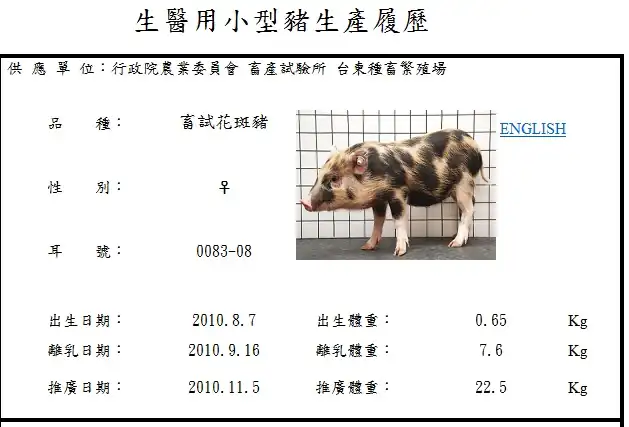 生醫用小型豬生產履歷
供 應 單 位：行政院農業委員會 畜產試驗所 台東種畜繁殖場
品　　種： 畜試花斑豬 ENGLISH
性　　別： ♀
耳　　號： 0083-08
出生日期： 2010.8.7 出生體重： 0.65 Kg
離乳日期： 2010.9.16 離乳體重： 7.6 Kg
推廣日期： 2010.11.5 推廣體重： 22.5 Kg